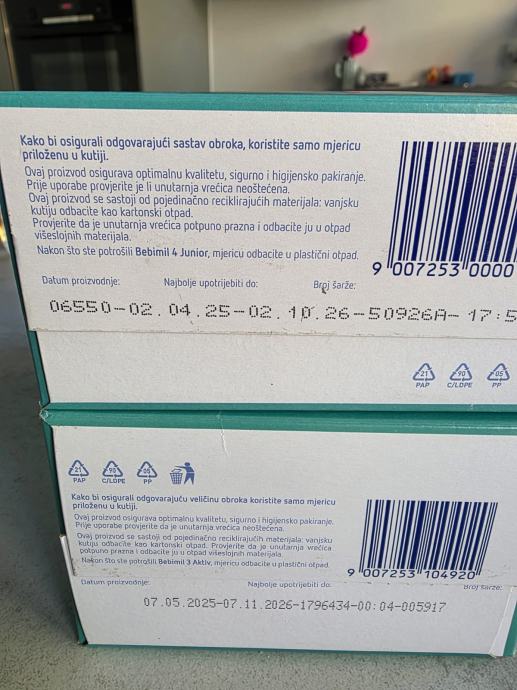 Kako bi osigurali odgovarajući sastav obroka, koristite samo mjericu
priloženu u kutiji.
Ovaj proizvod osigurava optimalnu kvalitetu, sigurno i higijensko pakiranje.
Prije uporabe provjerite je li unutarnja vrećica neoštećena.
Ovaj proizvod se sastoji od pojedinačno reciklirajućih materijala: vanjsku
kutiju odbacite kao kartonski otpad.
Provjerite da je unutarnja vrećica potpuno prazna i odbacite ju u otpad
višeslojnih materijala.
Nakon što ste potrošili Bebimil 4 Junior, mjericu odbacite u plastični otpad.
9 007253 0000
Datum proizvodnje: Najbolje upotrijebiti do: Broj šarže:
06550-02.04.25-02.10.26-50926A- 17:5
21 90 05
PAP C/LDPE PP
21 90 05
PAP C/LDPE PP
Kako bi osigurali odgovarajuću veličinu obroka koristite samo mjericu
priloženu u kutiji.
Ovaj proizvod osigurava optimalnu kvalitetu, sigurno i higijensko pakiranje.
Prije uporabe provjerite da je unutarnja vrećica neoštećena.
Ovaj proizvod se sastoji od pojedinačno reciklirajućih materijala: vanjsku
kutiju odbacite kao kartonski otpad. Provjerite da je unutarnja vrećica
potpuno prazna i odbacite ju u otpad višeslojnih materijala.
Nakon što ste potrošili Bebimil 3 Aktiv, mjericu odbacite u plastični otpad.
9 007253 104920
Datum proizvodnje: Najbolje upotrijebiti do: Broj šarže:
07.05.2025-07.11.2026-1796434-00:04-005917